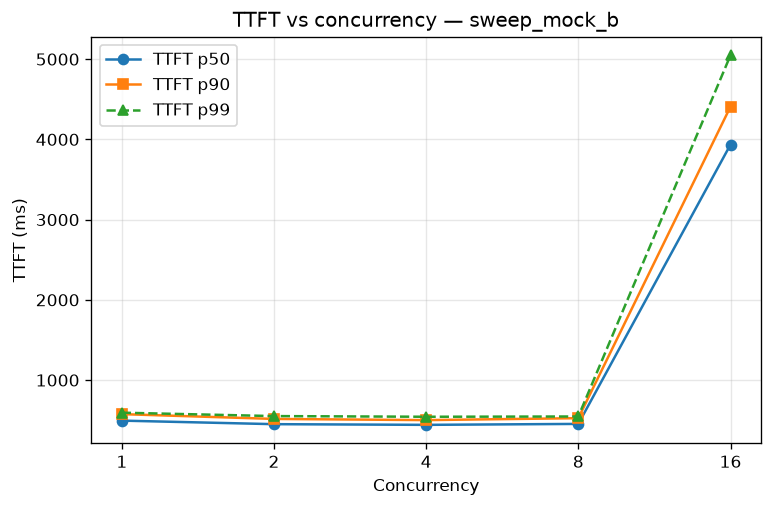 TTFT vs concurrency — sweep_mock_b
TTFT p50
TTFT p90
TTFT p99
5000
4000
3000
2000
1000
TTFT (ms)
1 2 4 8 16
Concurrency